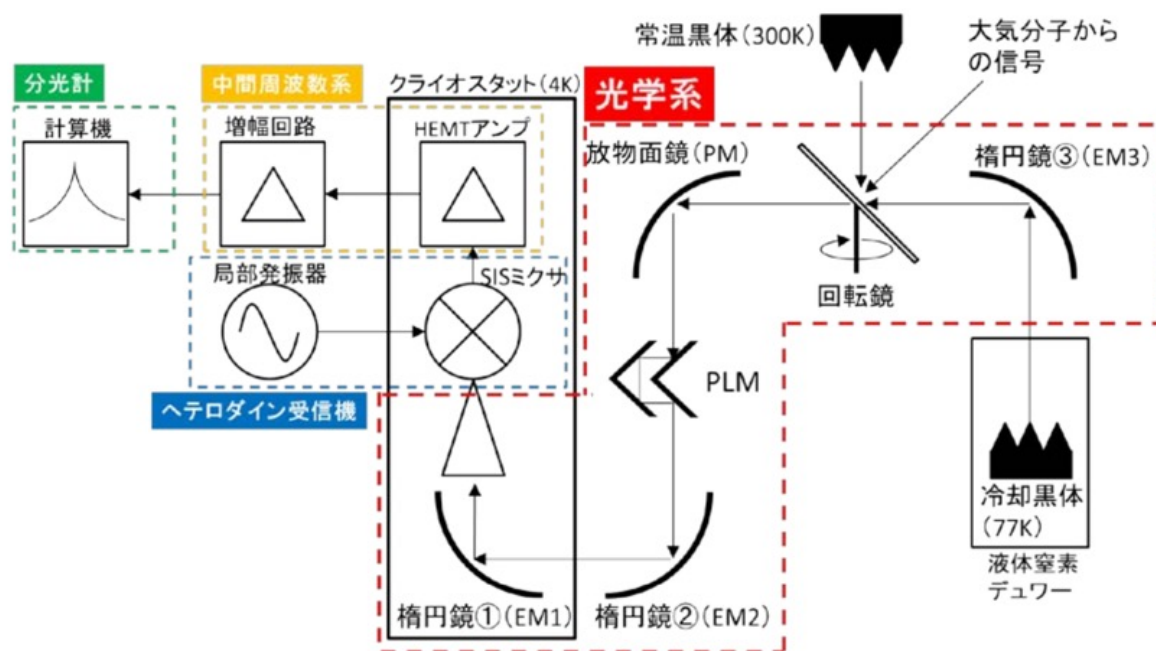 常温黒体(300K)
大気分子から
の信号
分光計
中間周波数系
クライオスタット(4K)
光学系
計算機
増幅回路
HEMTアンプ
放物面鏡(PM)
楕円鏡③(EM3)
局部発振器
SISミクサ
回転鏡
PLM
ヘテロダイン受信機
冷却黒体
(77K)
液体窒素
デュワー
楕円鏡①(EM1)
楕円鏡②(EM2)